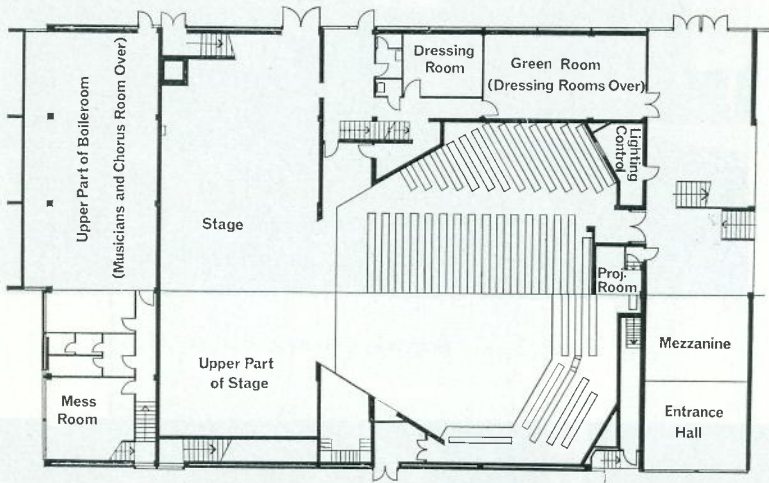 Upper Part of Boileroom
(Musicians and Chorus Room Over)
Dressing
Room
Green Room
(Dressing Rooms Over)
Lighting
Control
Stage
Proj.
Room
Upper Part
of Stage
Mezzanine
Mess
Room
Entrance
Hall